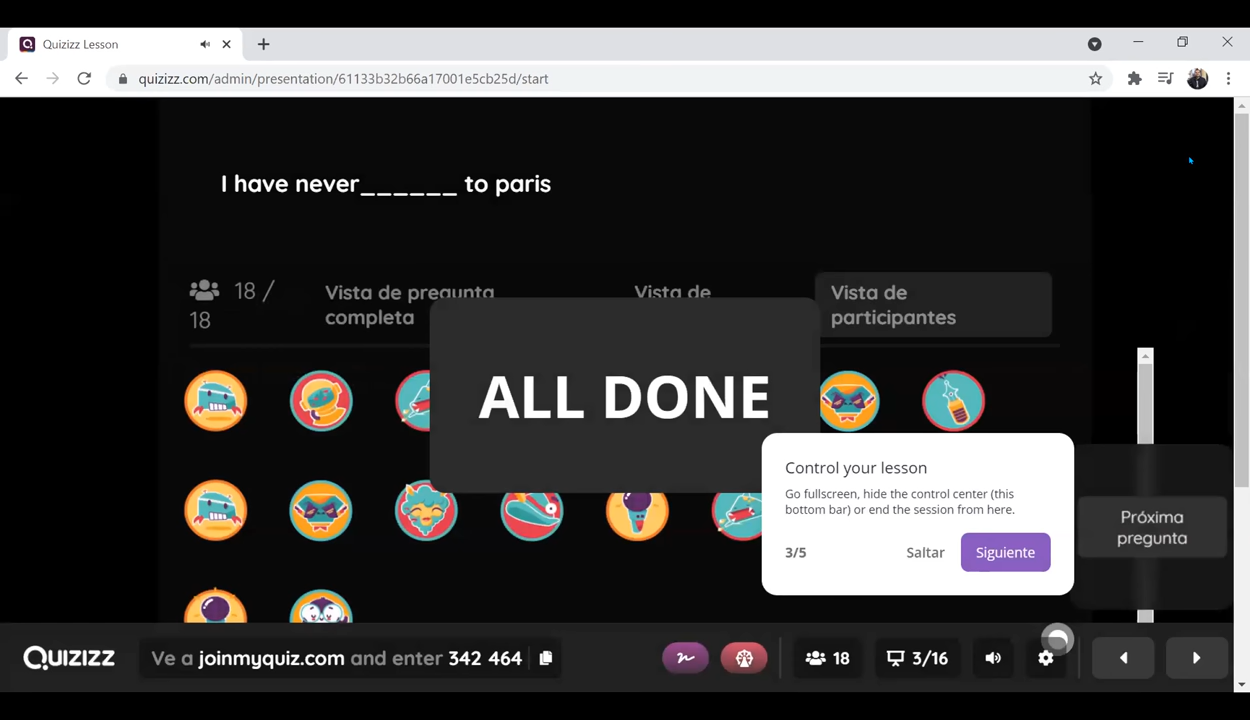 Quizizz Lesson
quizizz.com/admin/presentation/61133b32b66a17001e5cb25d/start
I have never______ to paris
18 /
18
Vista de pregunta
completa
Vista de
Vista de
participantes
ALL DONE
Control your lesson
Go fullscreen, hide the control center (this
bottom bar) or end the session from here.
3/5
Saltar
Siguiente
Próxima
pregunta
Quizizz
Ve a joinmyquiz.com and enter 342 464
18
3/16